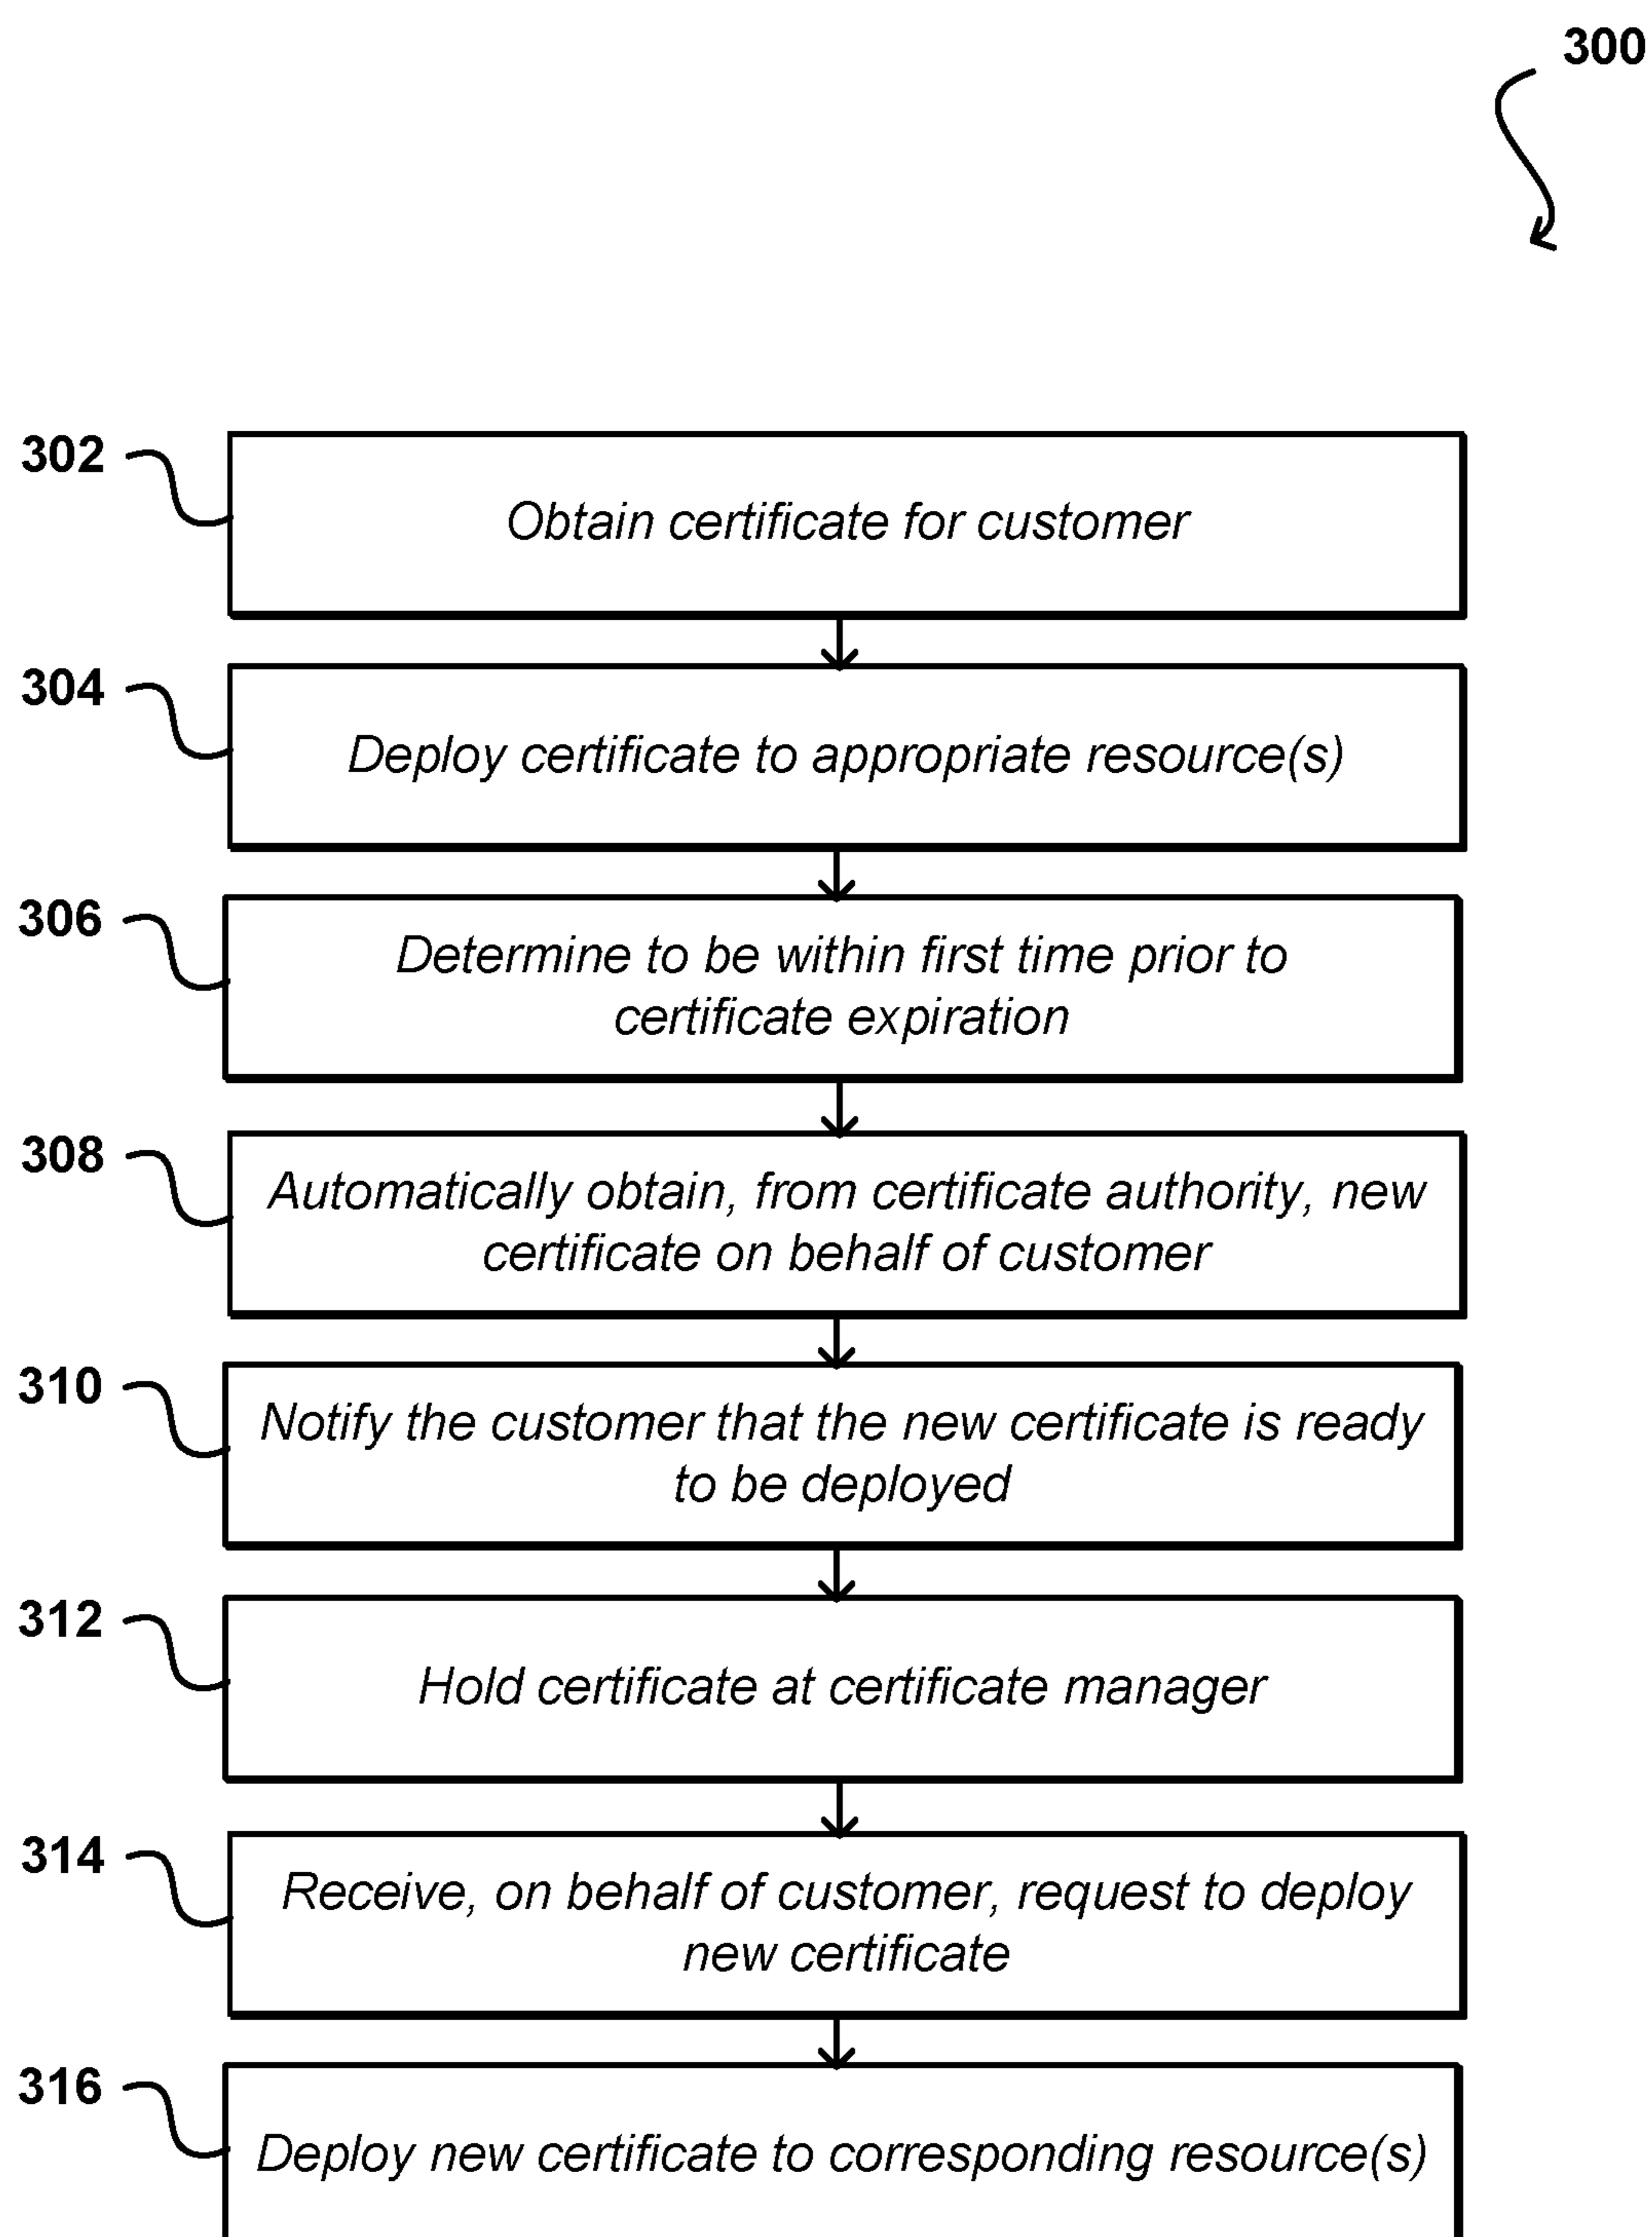 300
302
Obtain certificate for customer
304
Deploy certificate to appropriate resource(s)
306
Determine to be within first time prior to
certificate expiration
308
Automatically obtain, from certificate authority, new
certificate on behalf of customer
310
Notify the customer that the new certificate is ready
to be deployed
312
Hold certificate at certificate manager
314
Receive, on behalf of customer, request to deploy
new certificate
316
Deploy new certificate to corresponding resource(s)